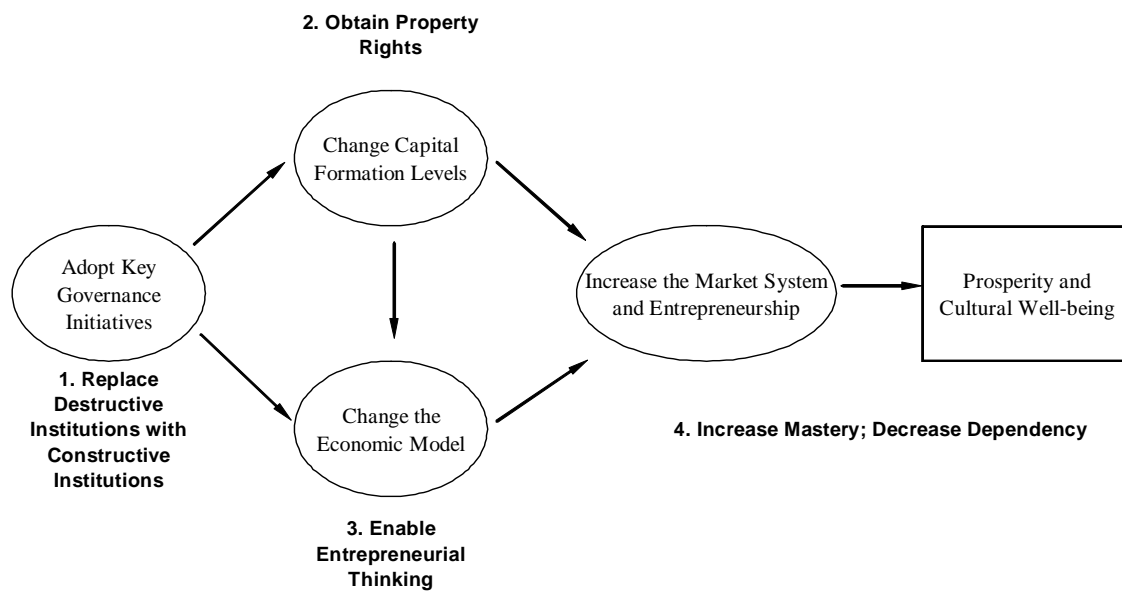 2. Obtain Property
Rights
Change Capital
Formation Levels
Adopt Key
Governance
Initiatives
Increase the Market System
and Entrepreneurship
Prosperity and
Cultural Well-being
1. Replace
Destructive
Institutions with
Constructive
Institutions
Change the
Economic Model
4. Increase Mastery; Decrease Dependency
3. Enable
Entrepreneurial
Thinking